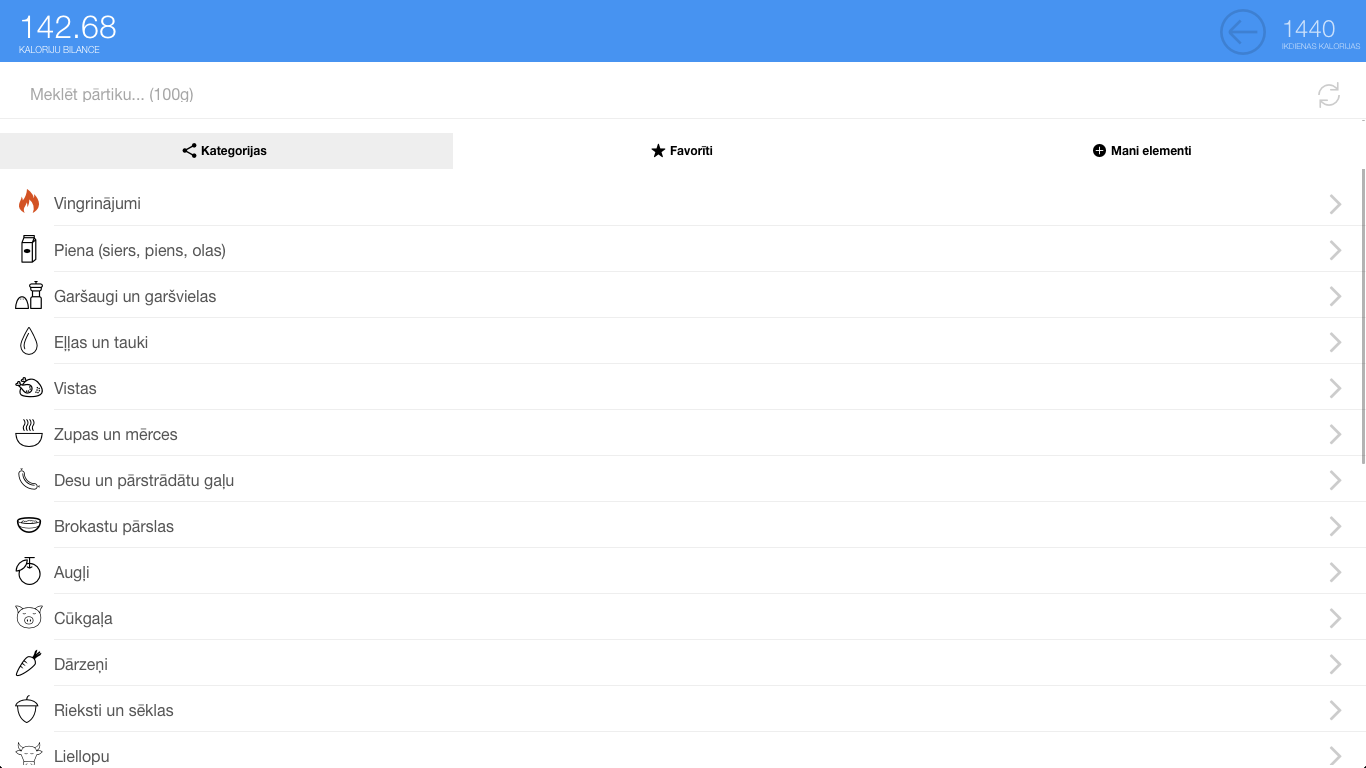 142.68
KALORIJU BILANCE
1440
IKDIENAS KALORIJAS
Meklēt pārtiku... (100g)
Kategorijas
Favorīti
Mani elementi
Vingrinājumi
Piena (siers, piens, olas)
Garšaugi un garšvielas
Eļļas un tauki
Vistas
Zupas un mērces
Desu un pārstrādātu gaļu
Brokastu pārslas
Augļi
Cūkgaļa
Dārzeņi
Rieksti un sēklas
Liellopu